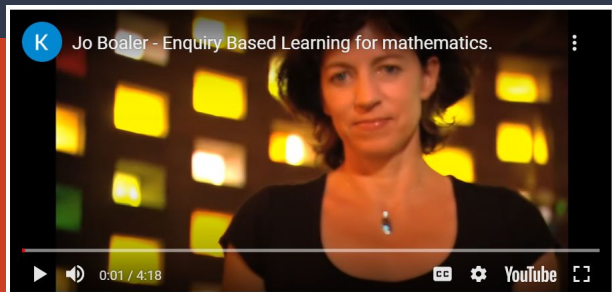 K Jo Boaler - Enquiry Based Learning for mathematics.
0:01 / 4:18 CC YouTube